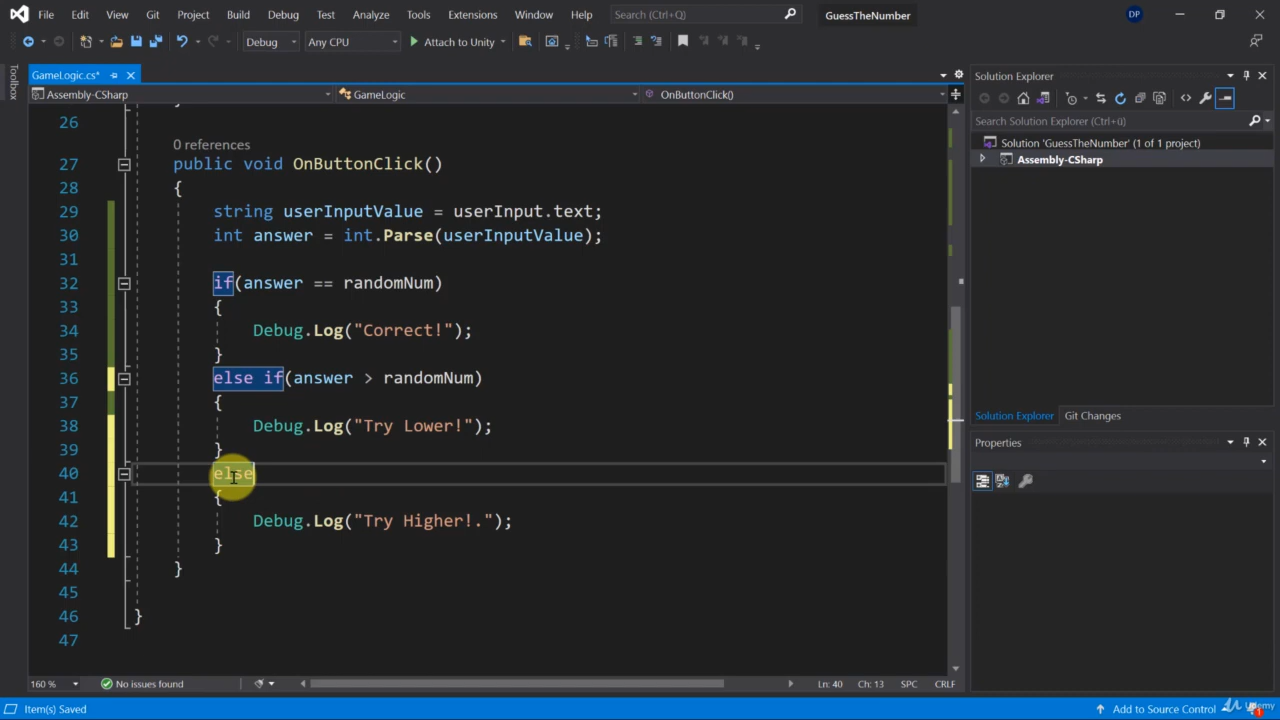 File Edit View Git Project Build Debug Test Analyze Tools Extensions Window Help Search (Ctrl+Q) GuessTheNumber DP
Debug Any CPU Attach to Unity
Toolbox
GameLogic.cs*
Assembly-CSharp GameLogic OnButtonClick()
26
0 references
27 public void OnButtonClick()
28 {
29 string userInputValue = userInput.text;
30 int answer = int.Parse(userInputValue);
31
32 if(answer == randomNum)
33 {
34 Debug.Log("Correct!");
35 }
36 else if(answer > randomNum)
37 {
38 Debug.Log("Try Lower!");
39 }
40 else
41 {
42 Debug.Log("Try Higher!.");
43 }
44 }
45
46 }
47
160 % No issues found Ln: 40 Ch: 13 SPC CRLF
Solution Explorer
Search Solution Explorer (Ctrl+ü)
Solution 'GuessTheNumber' (1 of 1 project)
Assembly-CSharp
Solution Explorer Git Changes
Properties
Item(s) Saved Add to Source Control Udemy
1